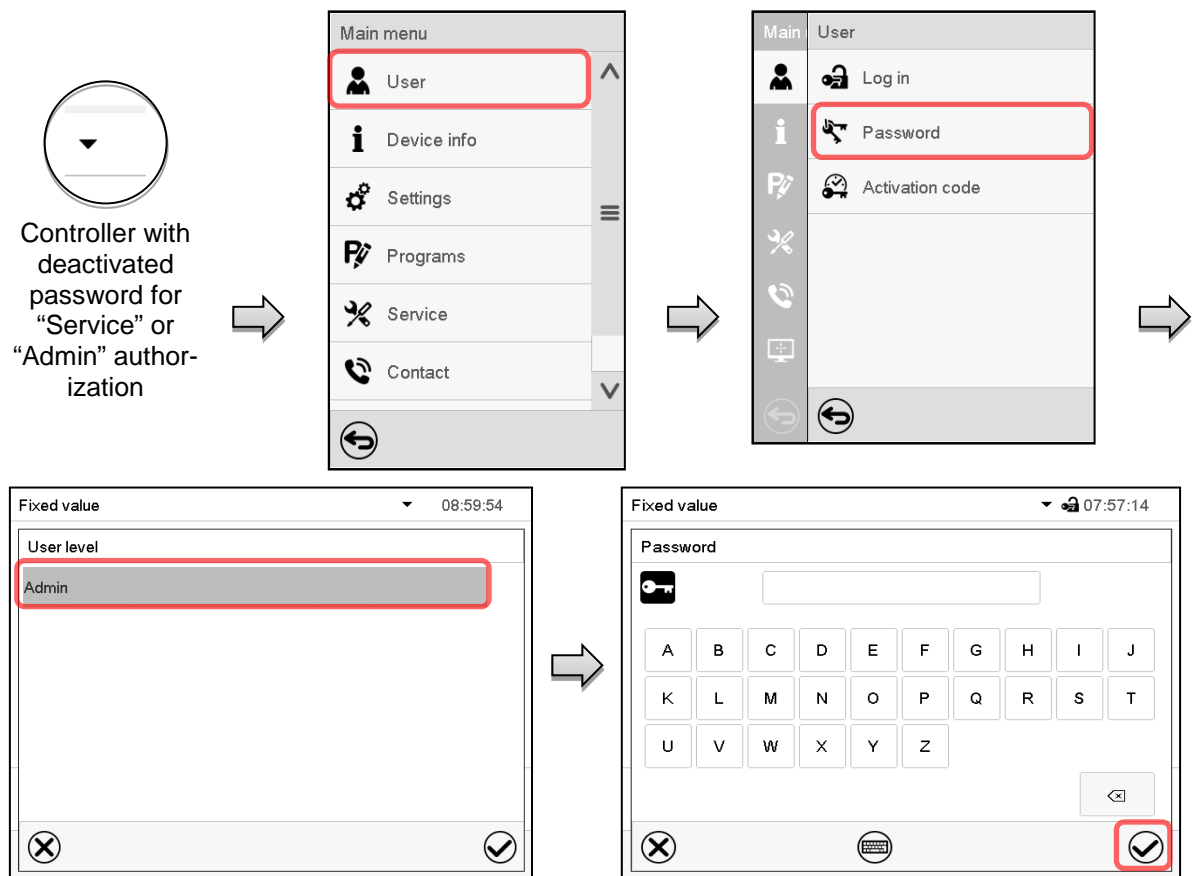 Controller with
deactivated
password for
“Service” or
“Admin” author-
ization
Main menu
User
Device info
Settings
Programs
Service
Contact
Main
User
Log in
Password
Activation code
Fixed value
08:59:54
User level
Admin
Fixed value
07:57:14
Password
A B C D E F G H I J
K L M N O P Q R S T
U V W X Y Z